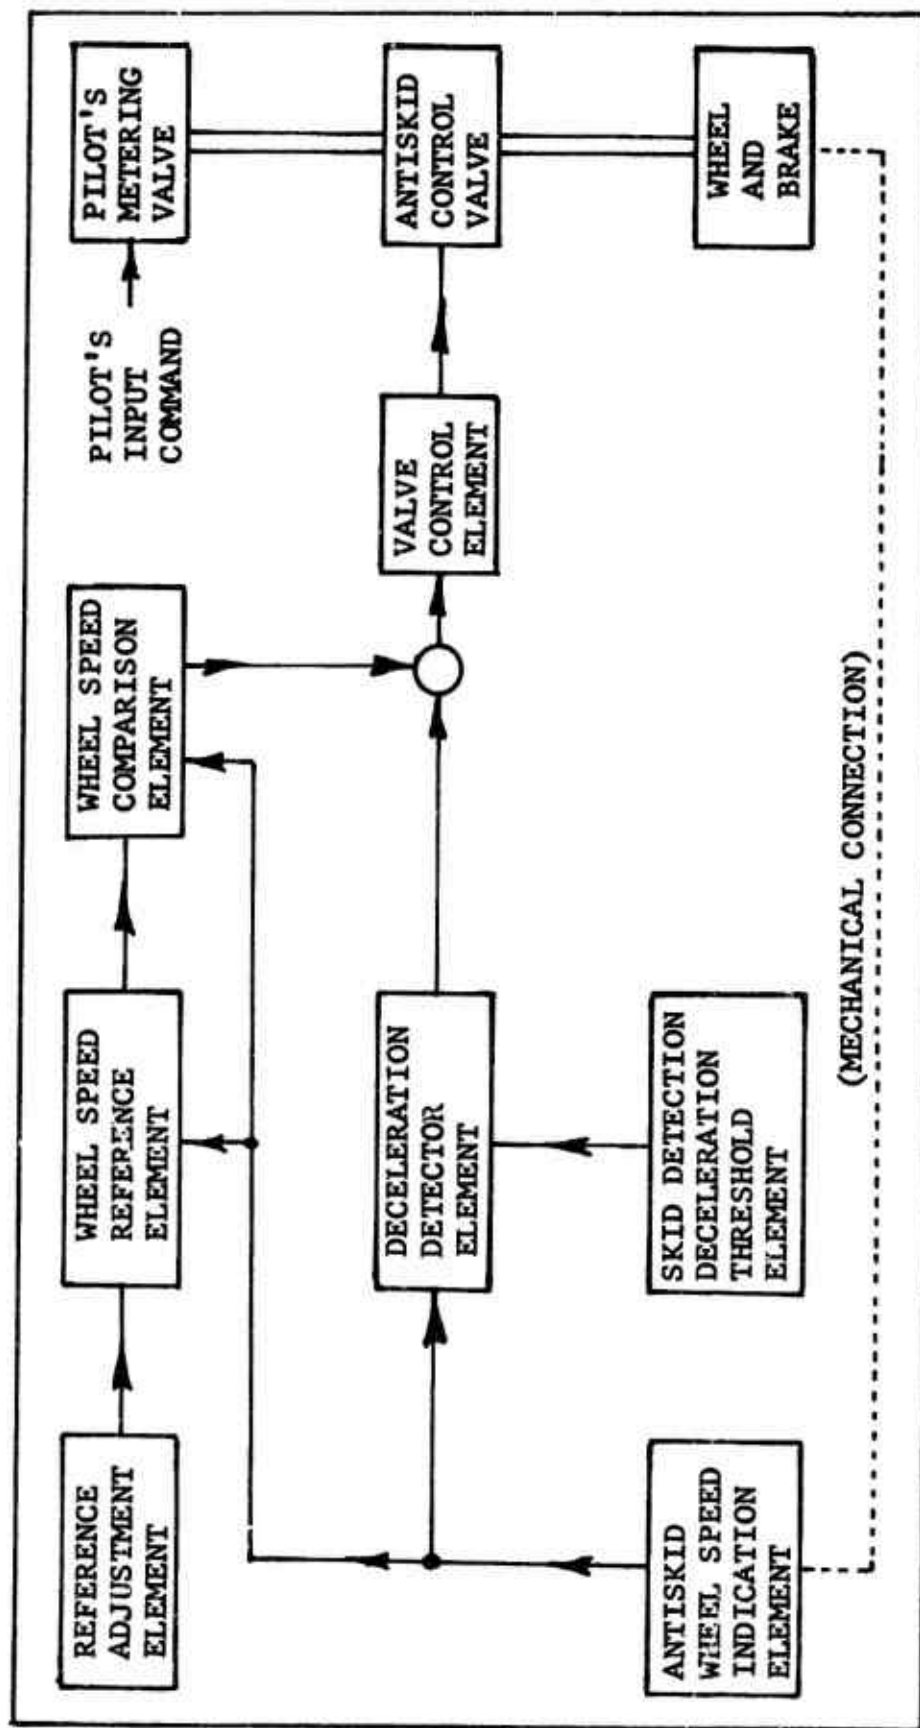 REFERENCE
ADJUSTMENT
ELEMENT
WHEEL SPEED
REFERENCE
ELEMENT
WHEEL SPEED
COMPARISON
ELEMENT
PILOT'S
INPUT
COMMAND
PILOT'S
METERING
VALVE
DECELERATION
DETECTOR
ELEMENT
VALVE
CONTROL
ELEMENT
ANTISKID
CONTROL
VALVE
ANTISKID
WHEEL SPEED
INDICATION
ELEMENT
SKID DETECTION
DECELERATION
THRESHOLD
ELEMENT
WHEEL
AND
BRAKE
(MECHANICAL CONNECTION)